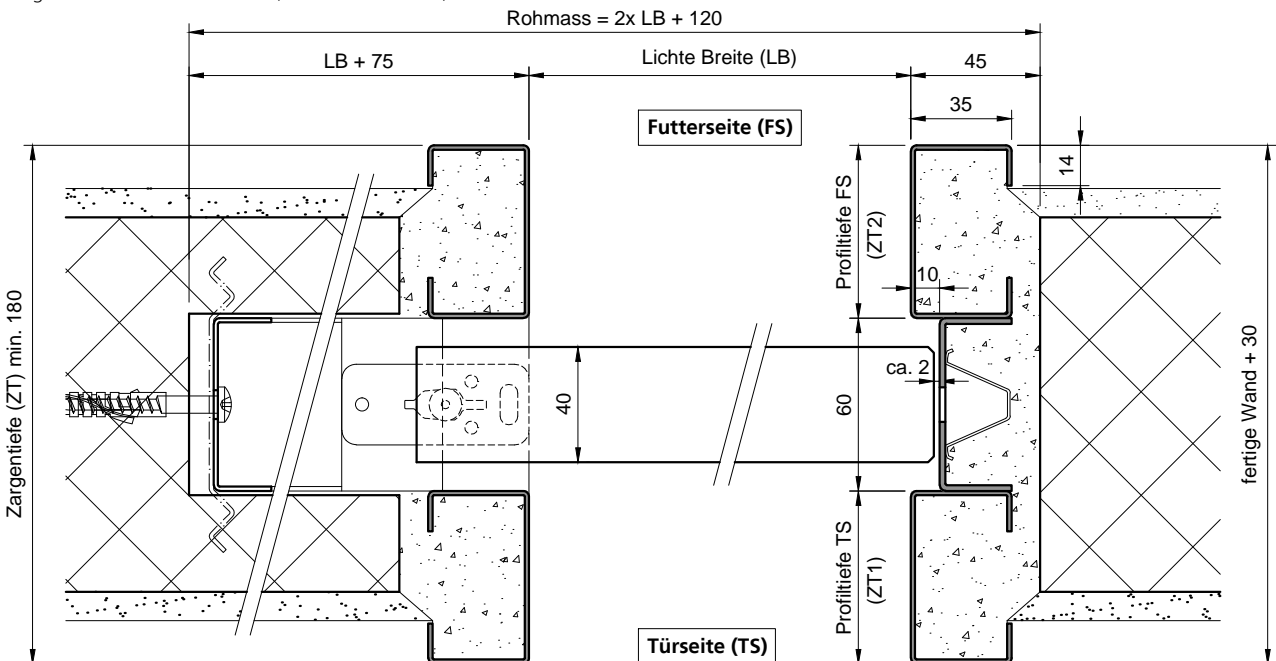 Rohmass = 2x LB + 120
LB + 75
Lichte Breite (LB)
45
35
Futterseite (FS)
14
Profiltiefe FS
(ZT2)
10
Zargentiefe (ZT) min. 180
ca. 2
40
60
fertige Wand + 30
Profiltiefe TS
(ZT1)
Türseite (TS)